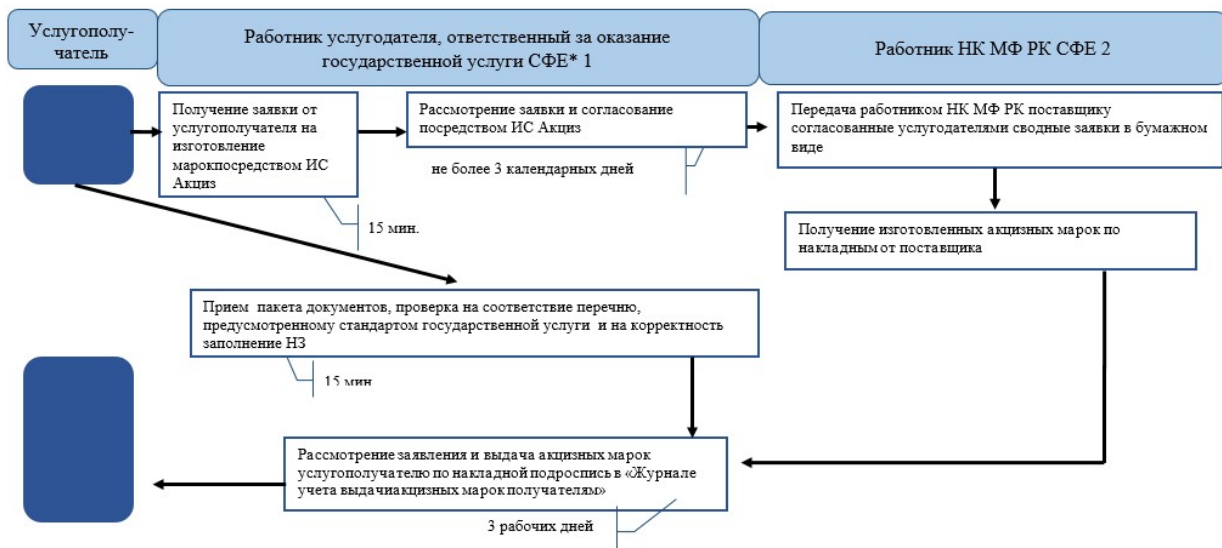 Услугополу-
чатель
Работник услугодателя, ответственный за оказание
государственной услуги СФЕ* 1
Работник НК МФ РК СФЕ 2
Получение заявки от
услугополучателя на
изготовление
марокпосредством ИС
Акциз
15 мин.
Рассмотрение заявки и согласование
посредством ИС Акциз
не более 3 календарных дней
Передача работником НК МФ РК поставщику
согласованные услугодателями сводные заявки в бумажном
виде
Получение изготовленных акцизных марок по
накладным от поставщика
Прием пакета документов, проверка на соответствие перечню,
предусмотренному стандартом государственной услуги и на корректность
заполнение НЗ
15 мин
Рассмотрение заявления и выдача акцизных марок
услугополучателю по накладной подроспись в «Журнале
учета выдачиакцизных марок получателям»
3 рабочих дней